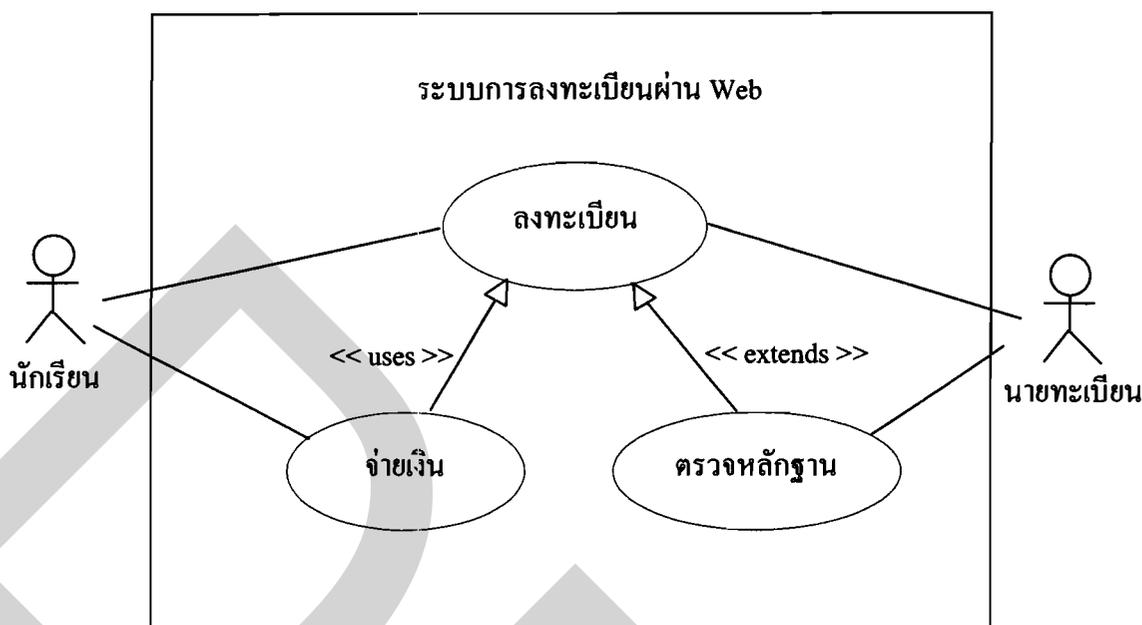 ระบบการลงทะเบียนผ่าน Web
ลงทะเบียน
<< uses >>
<< extends >>
นักเรียน
นายทะเบียน
จ่ายเงิน
ตรวจหลักฐาน